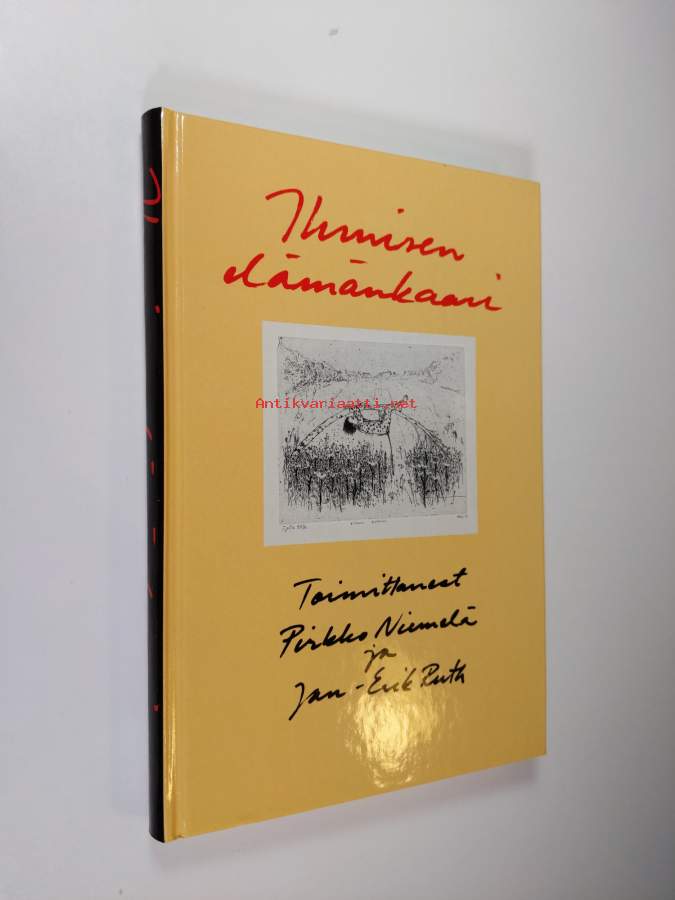 Ihmisen
elämänkaari
Antikvariaatti.net
Toimittaneet
Pirkko Niemelä
ja
Jan-Erik Ruth